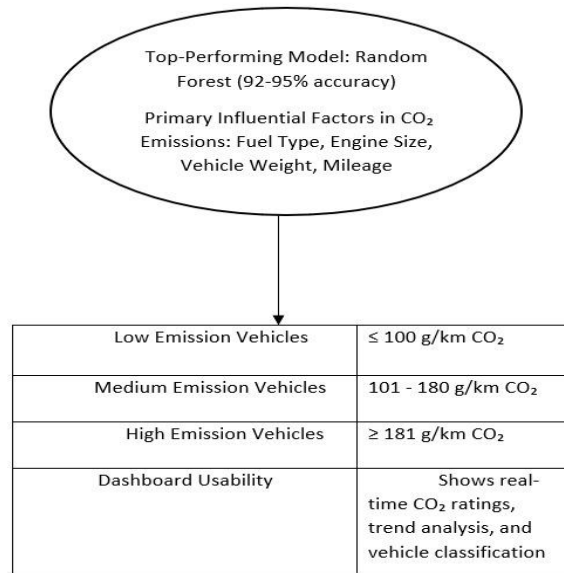 Top-Performing Model: Random
Forest (92-95% accuracy)
Primary Influential Factors in CO₂
Emissions: Fuel Type, Engine Size,
Vehicle Weight, Mileage
Low Emission Vehicles
≤ 100 g/km CO₂
Medium Emission Vehicles
101 - 180 g/km CO₂
High Emission Vehicles
≥ 181 g/km CO₂
Dashboard Usability
Shows real-
time CO₂ ratings,
trend analysis, and
vehicle classification